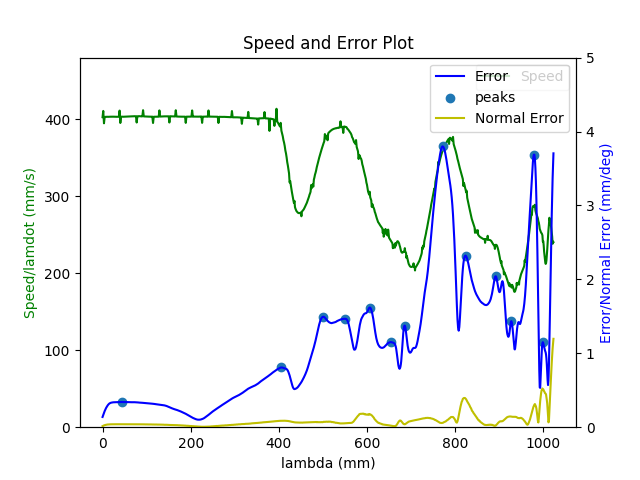 Speed and Error Plot
Speed/lamdot (mm/s)
400
300
200
100
0
Error
Speed
peaks
Normal Error
5
4
3
2
1
0
Error/Normal Error (mm/deg)
0
200
400
600
800
1000
lambda (mm)